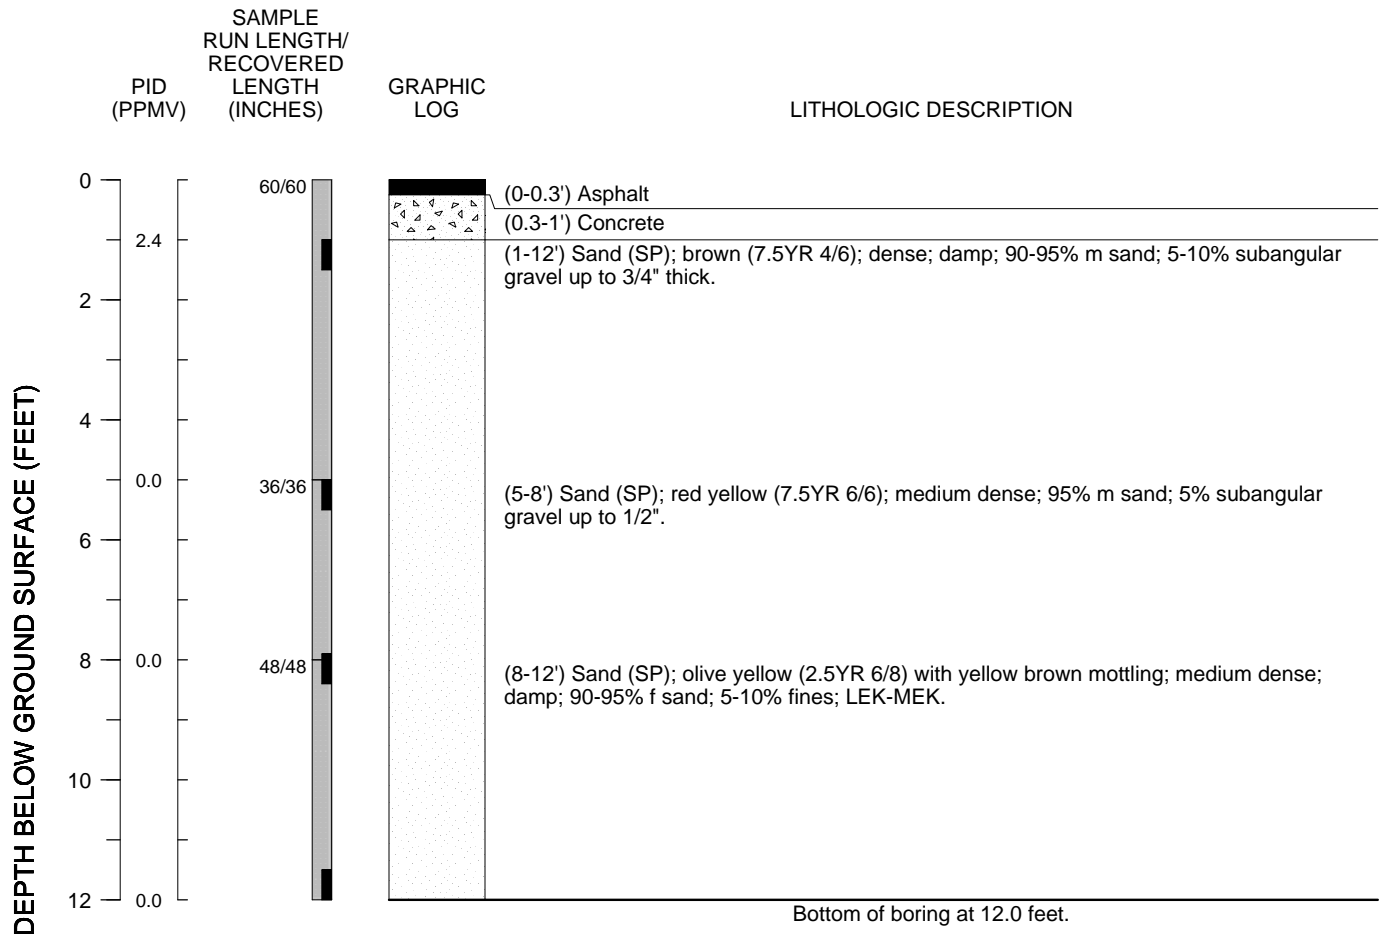 SAMPLE
RUN LENGTH/
RECOVERED
LENGTH
(INCHES)
PID
(PPMV)
GRAPHIC
LOG
LITHOLOGIC DESCRIPTION
DEPTH BELOW GROUND SURFACE (FEET)
0
60/60
(0-0.3') Asphalt
(0.3-1') Concrete
2.4
(1-12') Sand (SP); brown (7.5YR 4/6); dense; damp; 90-95% m sand; 5-10% subangular
gravel up to 3/4" thick.
2
4
0.0
36/36
(5-8') Sand (SP); red yellow (7.5YR 6/6); medium dense; 95% m sand; 5% subangular
gravel up to 1/2".
6
8
0.0
48/48
(8-12') Sand (SP); olive yellow (2.5YR 6/8) with yellow brown mottling; medium dense;
damp; 90-95% f sand; 5-10% fines; LEK-MEK.
10
12
0.0
Bottom of boring at 12.0 feet.